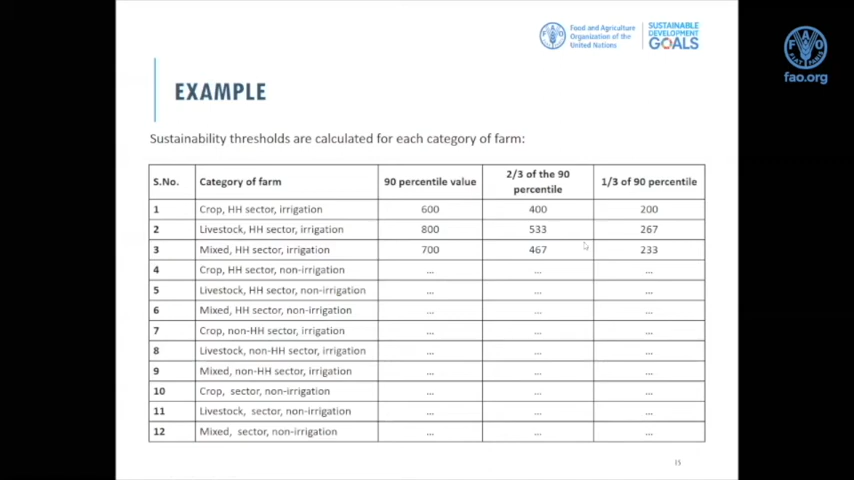 Food and Agriculture
Organization of the
United Nations
SUSTAINABLE
DEVELOPMENT
GOALS
FAO
FIAT PANIS
fao.org
EXAMPLE
Sustainability thresholds are calculated for each category of farm:
S.No. Category of farm 90 percentile value 2/3 of the 90 percentile 1/3 of 90 percentile
1 Crop, HH sector, irrigation 600 400 200
2 Livestock, HH sector, irrigation 800 533 267
3 Mixed, HH sector, irrigation 700 467 233
4 Crop, HH sector, non-irrigation ... ... ...
5 Livestock, HH sector, non-irrigation ... ... ...
6 Mixed, HH sector, non-irrigation ... ... ...
7 Crop, non-HH sector, irrigation ... ... ...
8 Livestock, non-HH sector, irrigation ... ... ...
9 Mixed, non-HH sector, irrigation ... ... ...
10 Crop, sector, non-irrigation ... ... ...
11 Livestock, sector, non-irrigation ... ... ...
12 Mixed, sector, non-irrigation ... ... ...
15